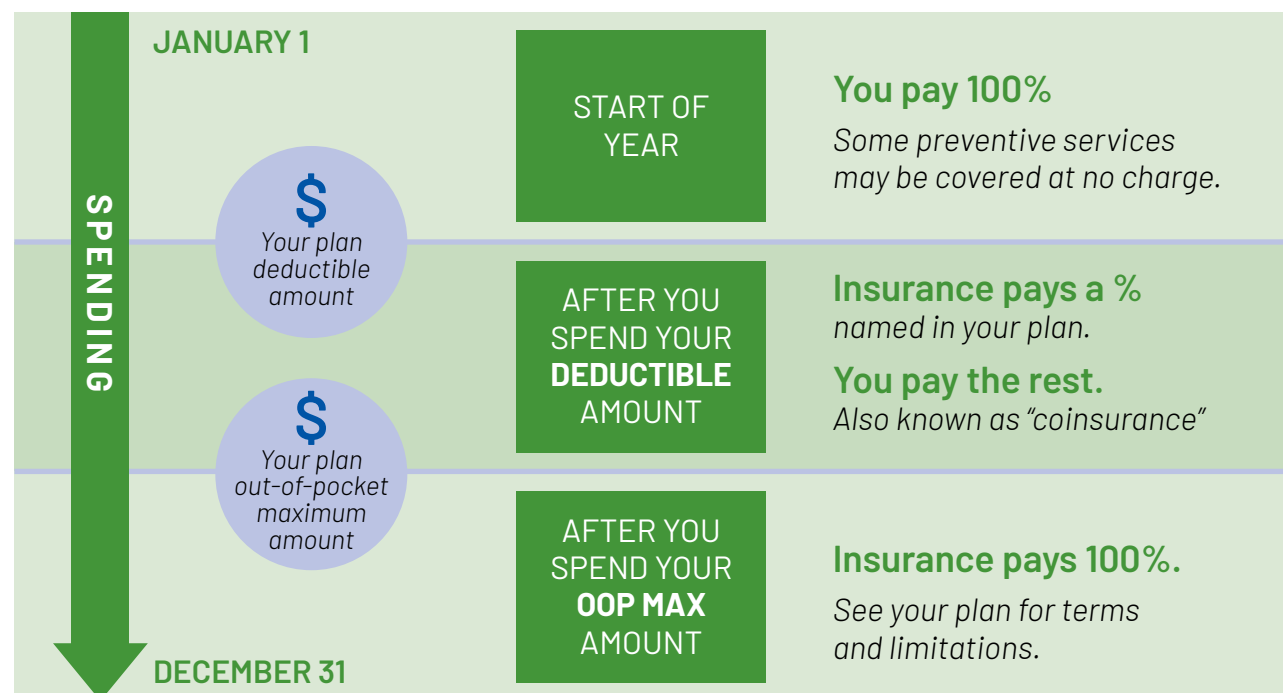 JANUARY 1
SPENDING
START OF
YEAR
You pay 100%
Some preventive services
may be covered at no charge.
$
Your plan
deductible
amount
AFTER YOU
SPEND YOUR
DEDUCTIBLE
AMOUNT
Insurance pays a %
named in your plan.
You pay the rest.
Also known as “coinsurance”
$
Your plan
out-of-pocket
maximum
amount
AFTER YOU
SPEND YOUR
OOP MAX
AMOUNT
Insurance pays 100%.
See your plan for terms
and limitations.
DECEMBER 31